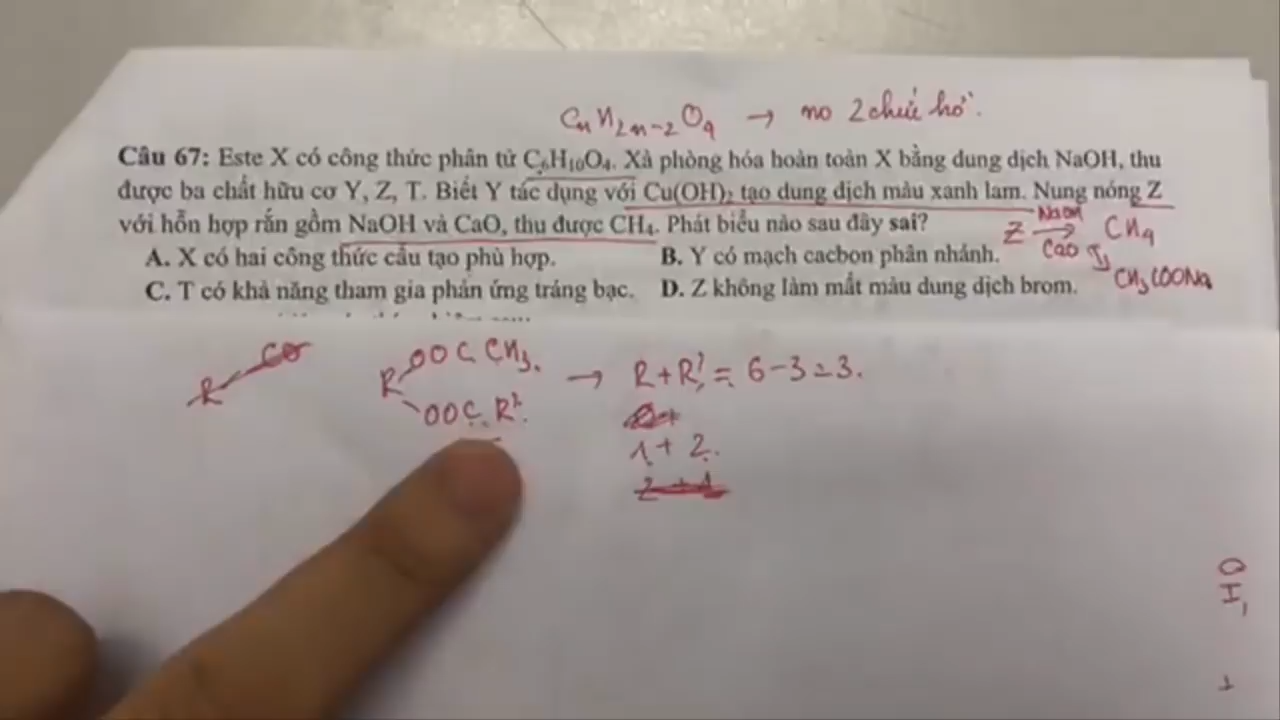 CnH2n-2O4 → no 2 chức hở.
Câu 67: Este X có công thức phân tử C6H10O4. Xà phòng hóa hoàn toàn X bằng dung dịch NaOH, thu
được ba chất hữu cơ Y, Z, T. Biết Y tác dụng với Cu(OH)2 tạo dung dịch màu xanh lam. Nung nóng Z
với hỗn hợp rắn gồm NaOH và CaO, thu được CH4. Phát biểu nào sau đây sai?
Z NaOH → CaO CH4
CH3COONa
A. X có hai công thức cấu tạo phù hợp. B. Y có mạch cacbon phân nhánh.
C. T có khả năng tham gia phản ứng tráng bạc. D. Z không làm mất màu dung dịch brom.
R
R OOC.CH3. → R+R' = 6-3=3.
OOC.R'
1+2.
2+1